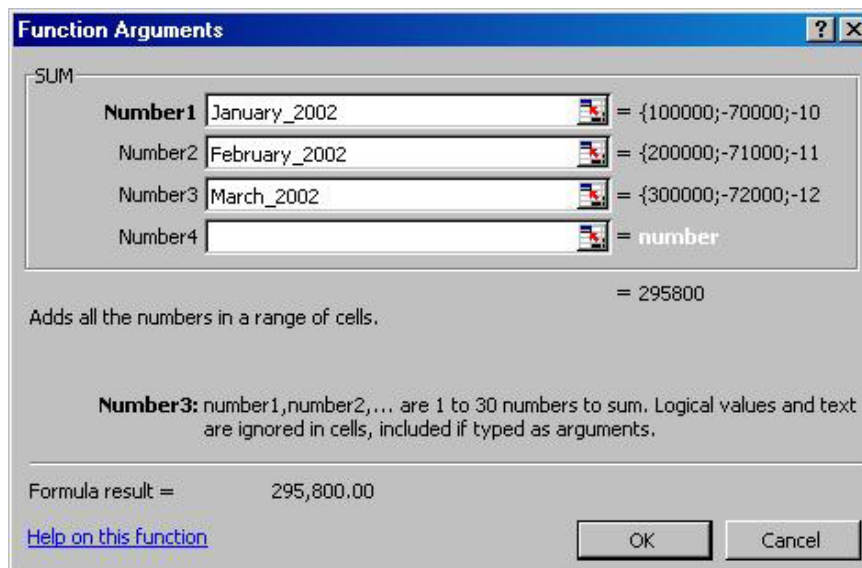 Function Arguments
SUM
Number1 January_2002 = {100000;-70000;-10
Number2 February_2002 = {200000;-71000;-11
Number3 March_2002 = {300000;-72000;-12
Number4 = number
= 295800
Adds all the numbers in a range of cells.
Number3: number1,number2,... are 1 to 30 numbers to sum. Logical values and text
are ignored in cells, included if typed as arguments.
Formula result = 295,800.00
Help on this function OK Cancel